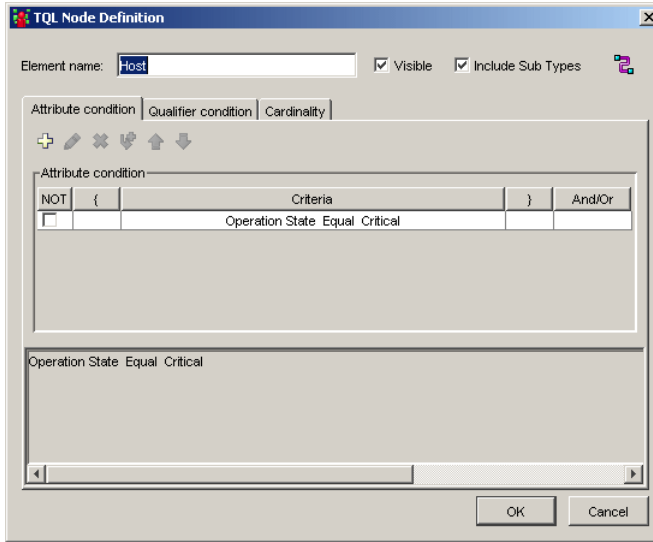 TQL Node Definition
Element name: Host Visible Include Sub Types
Attribute condition Qualifier condition Cardinality
Attribute condition
NOT { Criteria } And/Or
Operation State Equal Critical
Operation State Equal Critical
OK Cancel